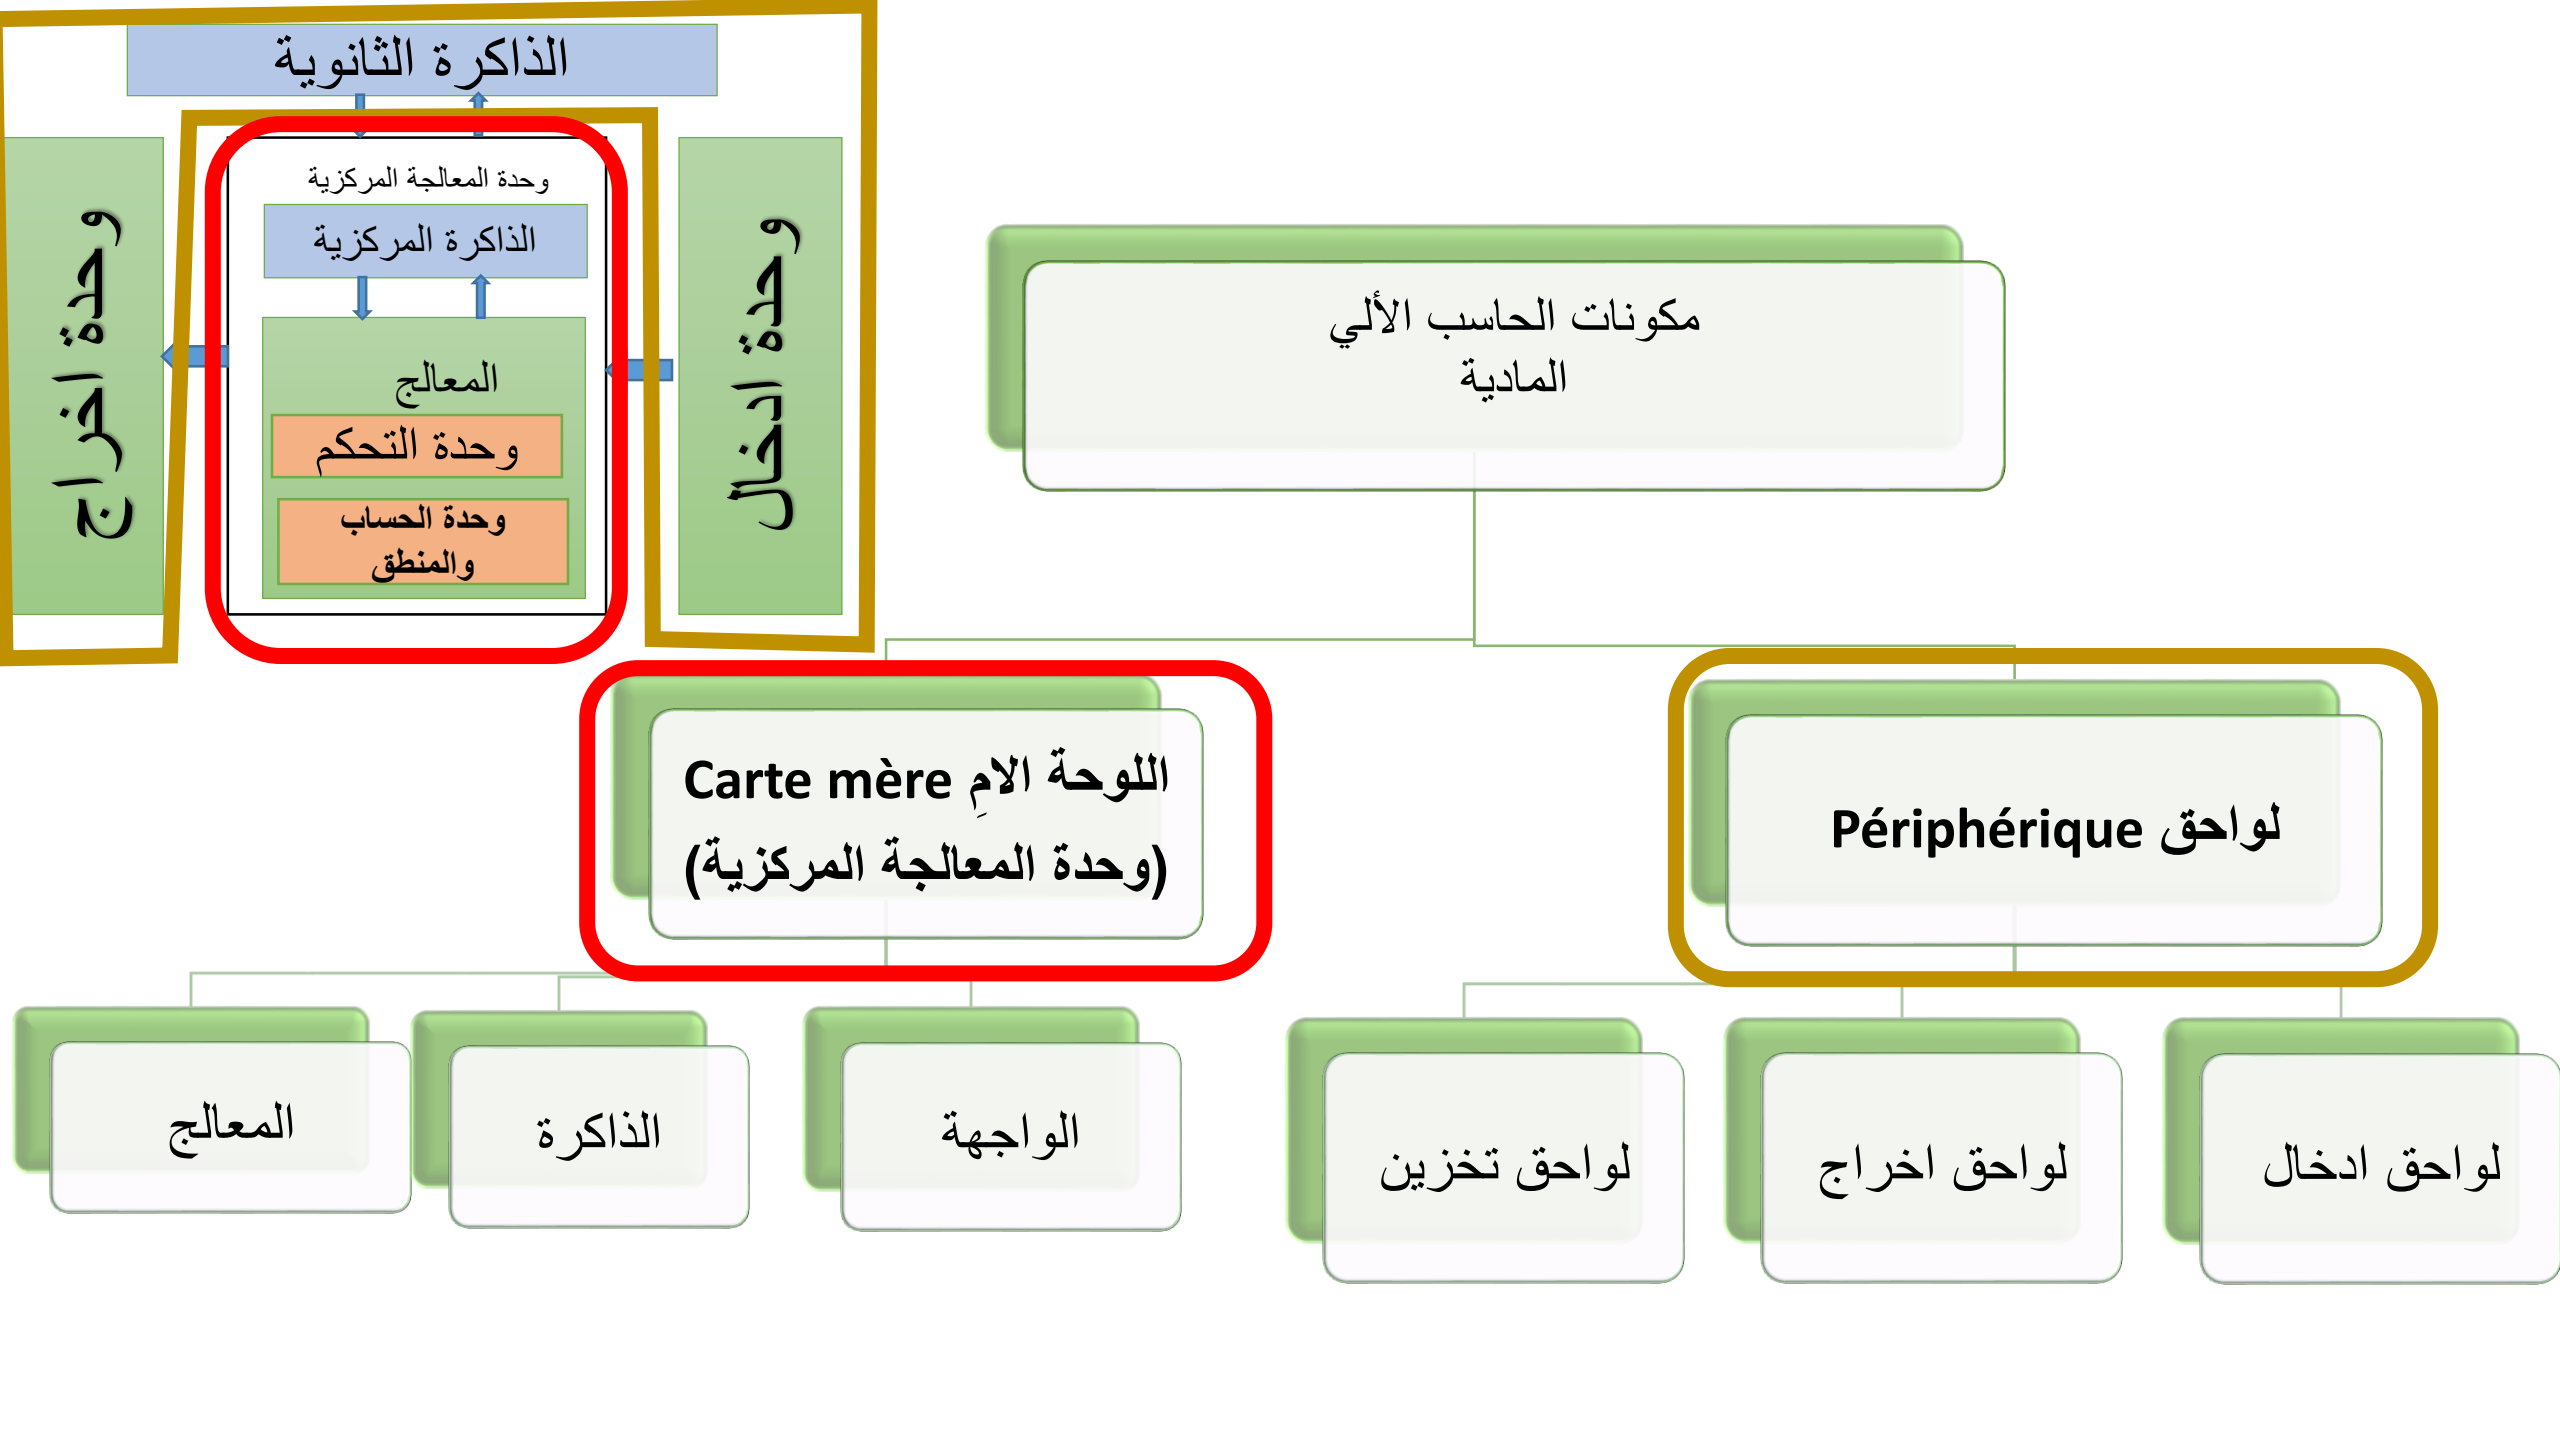 الذاكرة الثانوية
وحدة ادخال
وحدة المعالجة المركزية
الذاكرة المركزية
المعالج
وحدة التحكم
وحدة الحساب
والمنطق
وحدة اخراج
مكونات الحاسب الألي
المادية
لواحق Périphérique
اللوحة الامِ Carte mère
(وحدة المعالجة المركزية)
لواحق ادخال
لواحق اخراج
لواحق تخزين
الواجهة
الذاكرة
المعالج